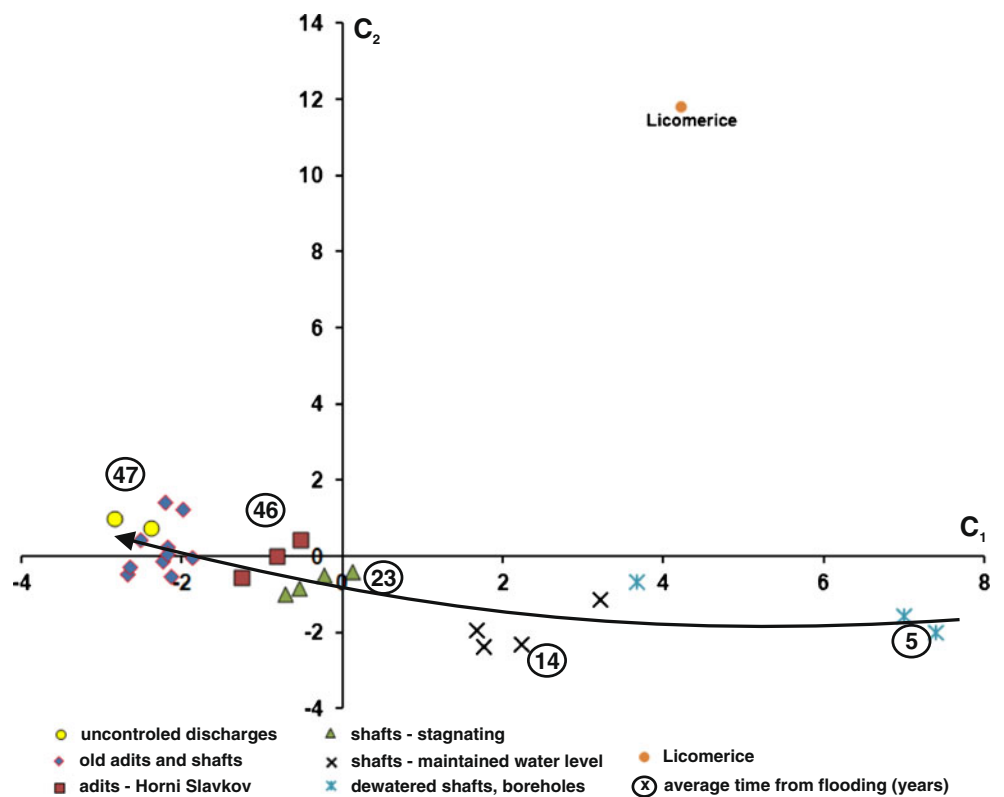 14 C2
12
Licomerice
10
8
6
4
2
47
46
C1
-4 -2 0 0 2 4 6 8
23
-2
14 5
-4
uncontroled discharges
old adits and shafts
adits - Horni Slavkov
shafts - stagnating
shafts - maintained water level
dewatered shafts, boreholes
Licomerice
x average time from flooding (years)